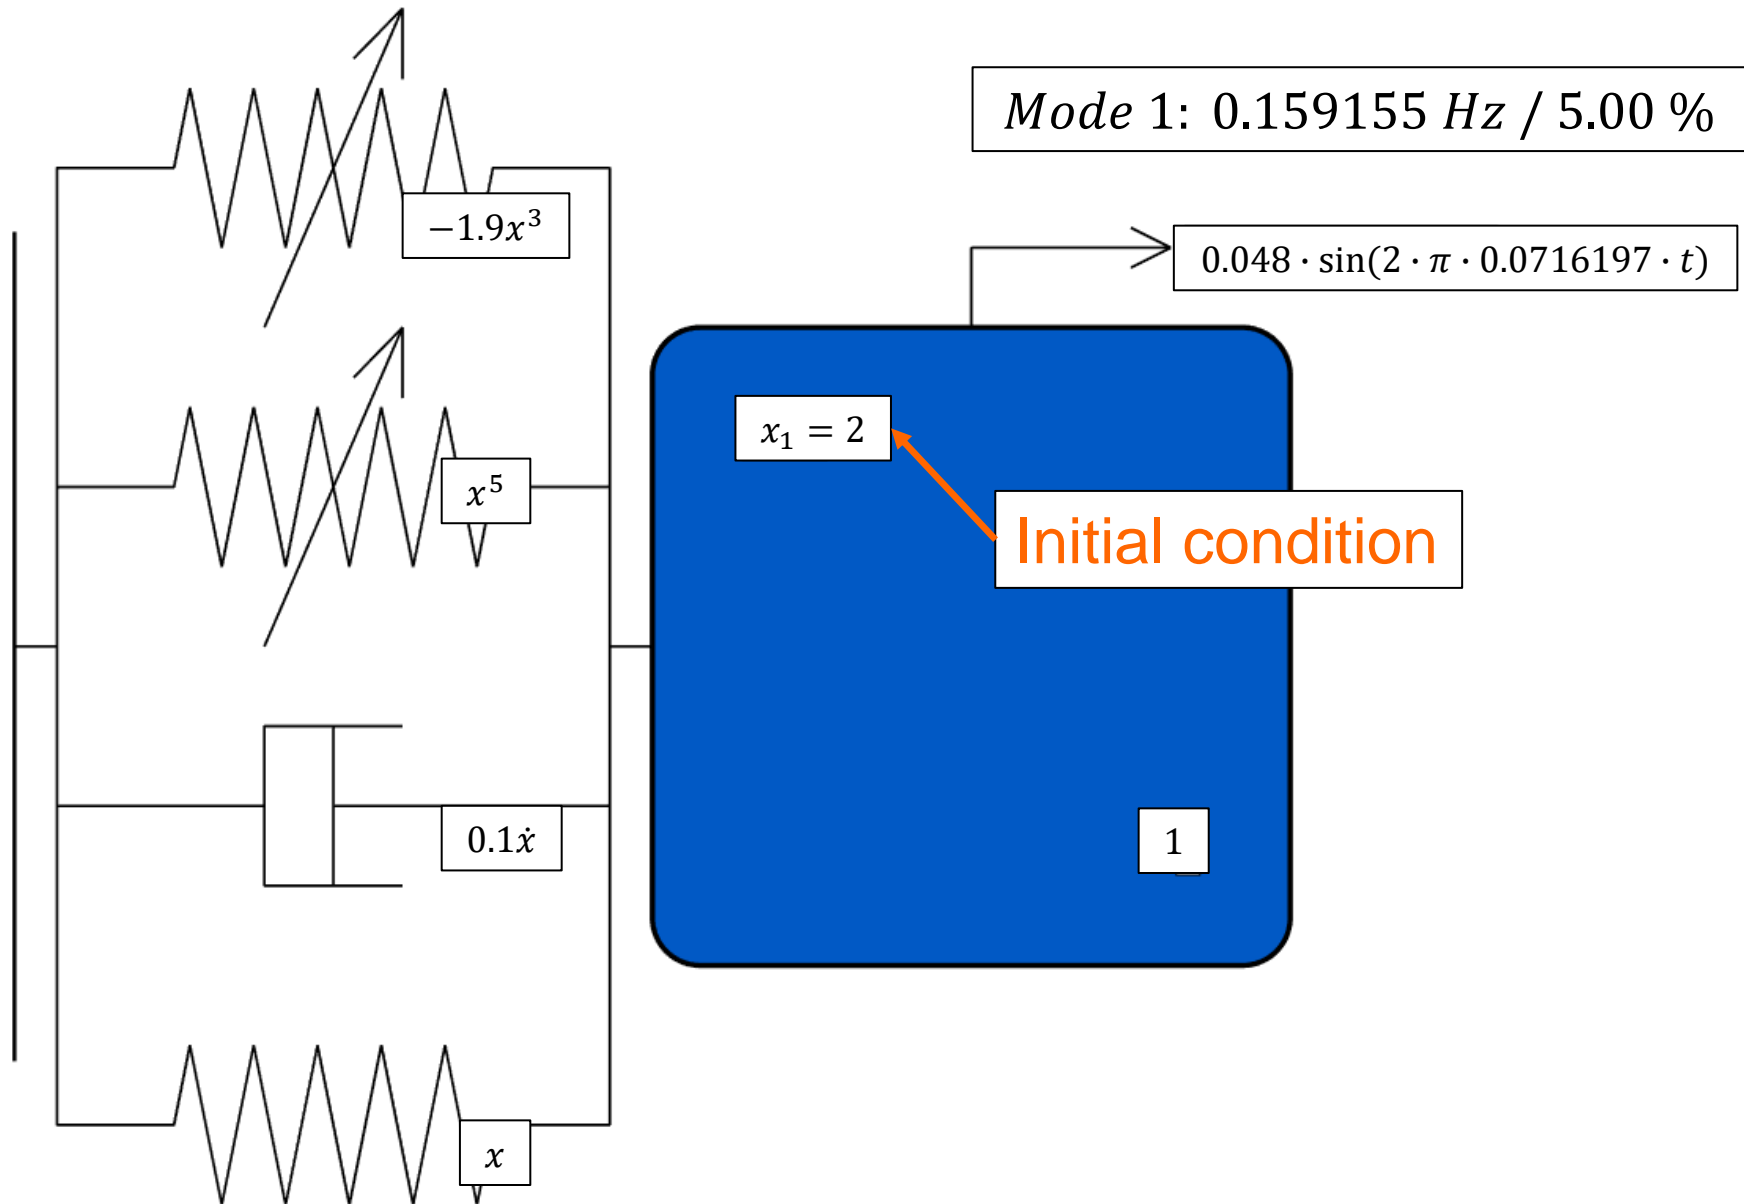 Mode 1: 0.159155 Hz / 5.00 %
−1.9x³
0.048 · sin(2 · π · 0.0716197 · t)
x₁ = 2
x⁵
Initial condition
0.1ẋ
1
x